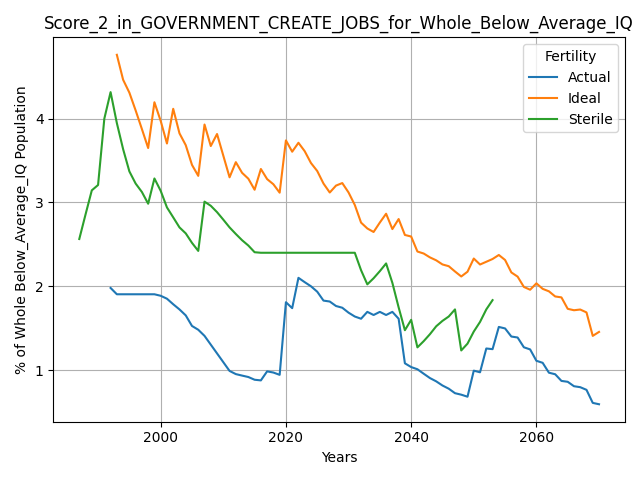 Score_2_in_GOVERNMENT_CREATE_JOBS_for_Whole_Below_Average_IQ
Fertility
Actual
Ideal
Sterile
% of Whole Below_Average_IQ Population
4
3
2
1
2000 2020 2040 2060
Years